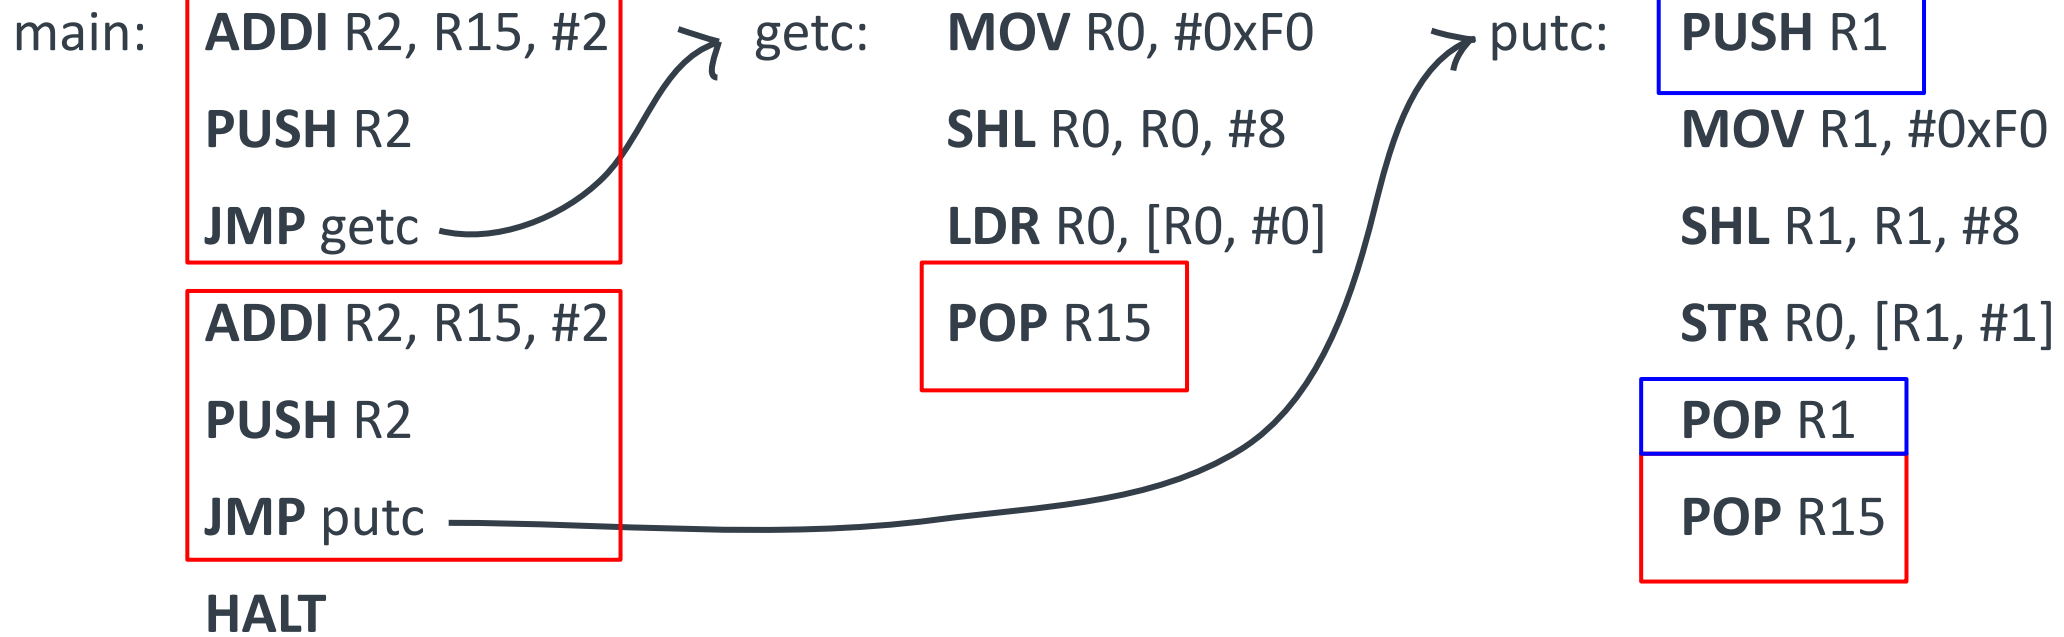 main:
ADDI R2, R15, #2
PUSH R2
JMP getc
ADDI R2, R15, #2
PUSH R2
JMP putc
HALT
getc:
MOV R0, #0xF0
SHL R0, R0, #8
LDR R0, [R0, #0]
POP R15
putc:
PUSH R1
MOV R1, #0xF0
SHL R1, R1, #8
STR R0, [R1, #1]
POP R1
POP R15